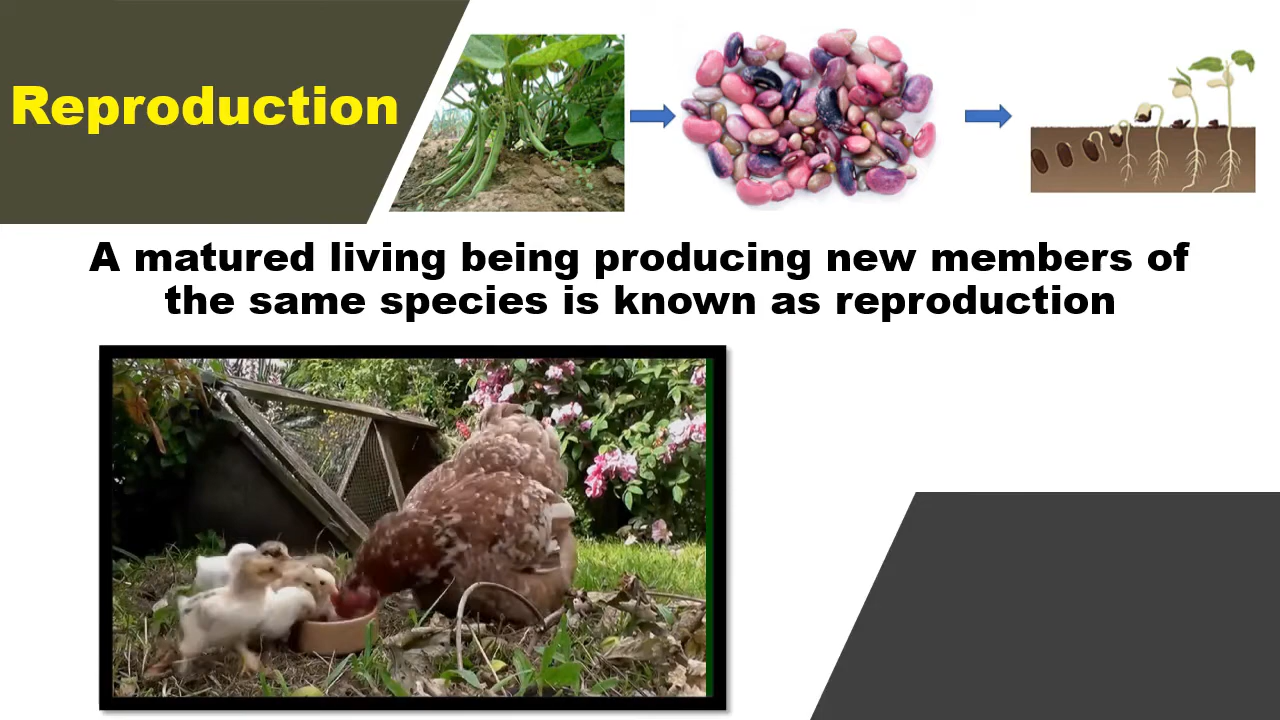 Reproduction
A matured living being producing new members of
the same species is known as reproduction